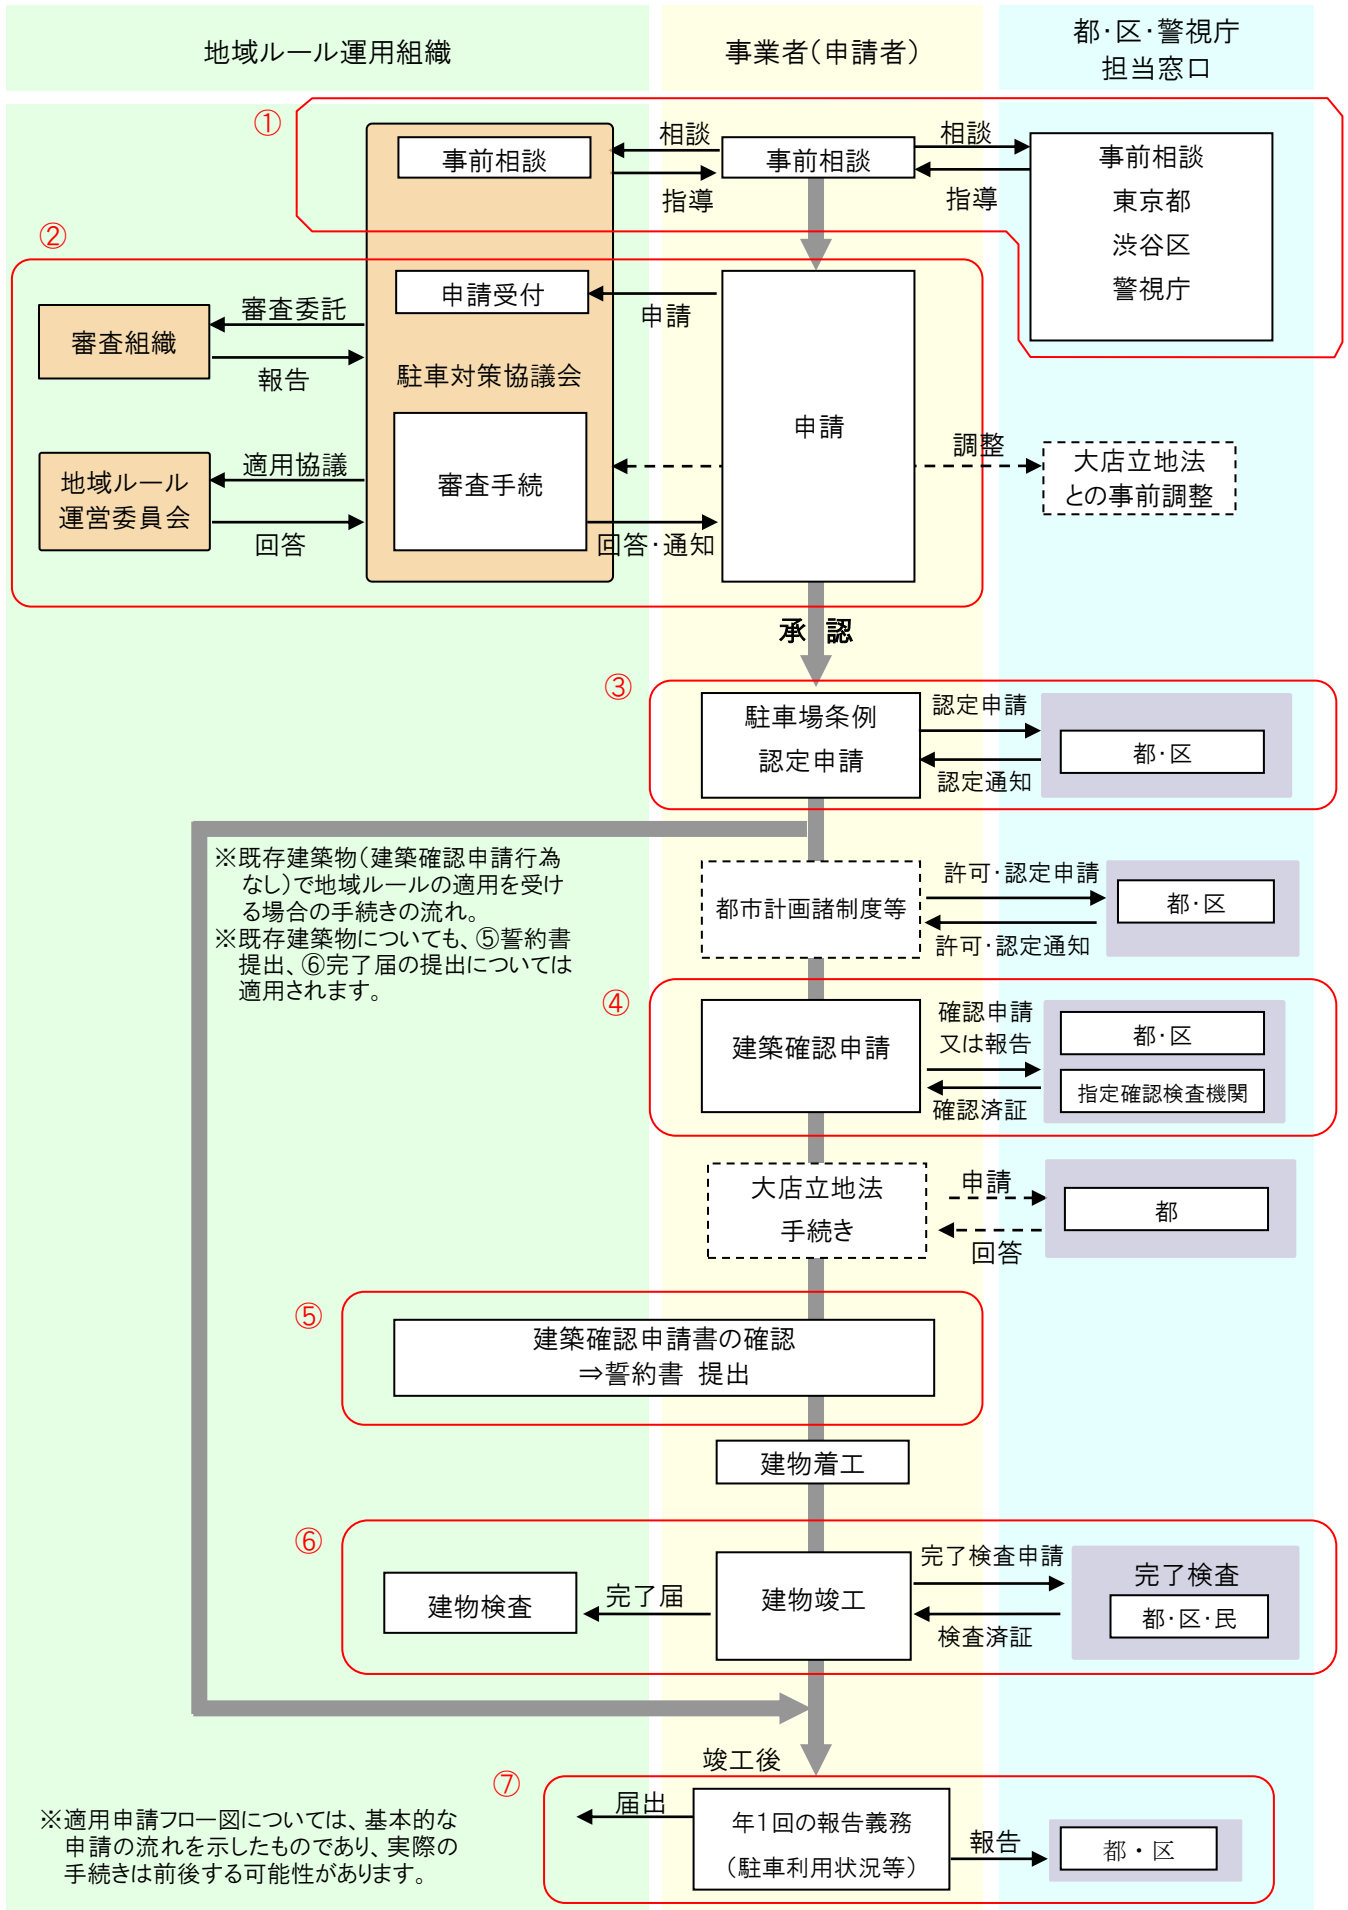 地域ルール運用組織
事業者(申請者)
都・区・警視庁
担当窓口
①
事前相談
相談
指導
事前相談
相談
指導
事前相談
東京都
渋谷区
警視庁
②
審査組織
審査委託
報告
申請受付
申請
駐車対策協議会
地域ルール
運営委員会
適用協議
回答
審査手続
回答・通知
申請
調整
大店立地法
との事前調整
承 認
③
駐車場条例
認定申請
認定申請
認定通知
都・区
※既存建築物(建築確認申請行為
なし)で地域ルールの適用を受け
る場合の手続きの流れ。
※既存建築物についても、⑤誓約書
提出、⑥完了届の提出については
適用されます。
都市計画諸制度等
許可・認定申請
許可・認定通知
都・区
④
建築確認申請
確認申請
又は報告
確認済証
都・区
指定確認検査機関
大店立地法
手続き
申請
回答
都
⑤
建築確認申請書の確認
⇒誓約書 提出
建物着工
⑥
建物検査
完了届
建物竣工
完了検査申請
検査済証
完了検査
都・区・民
竣工後
⑦
届出
年1回の報告義務
(駐車利用状況等)
報告
都・区
※適用申請フロー図については、基本的な
申請の流れを示したものであり、実際の
手続きは前後する可能性があります。